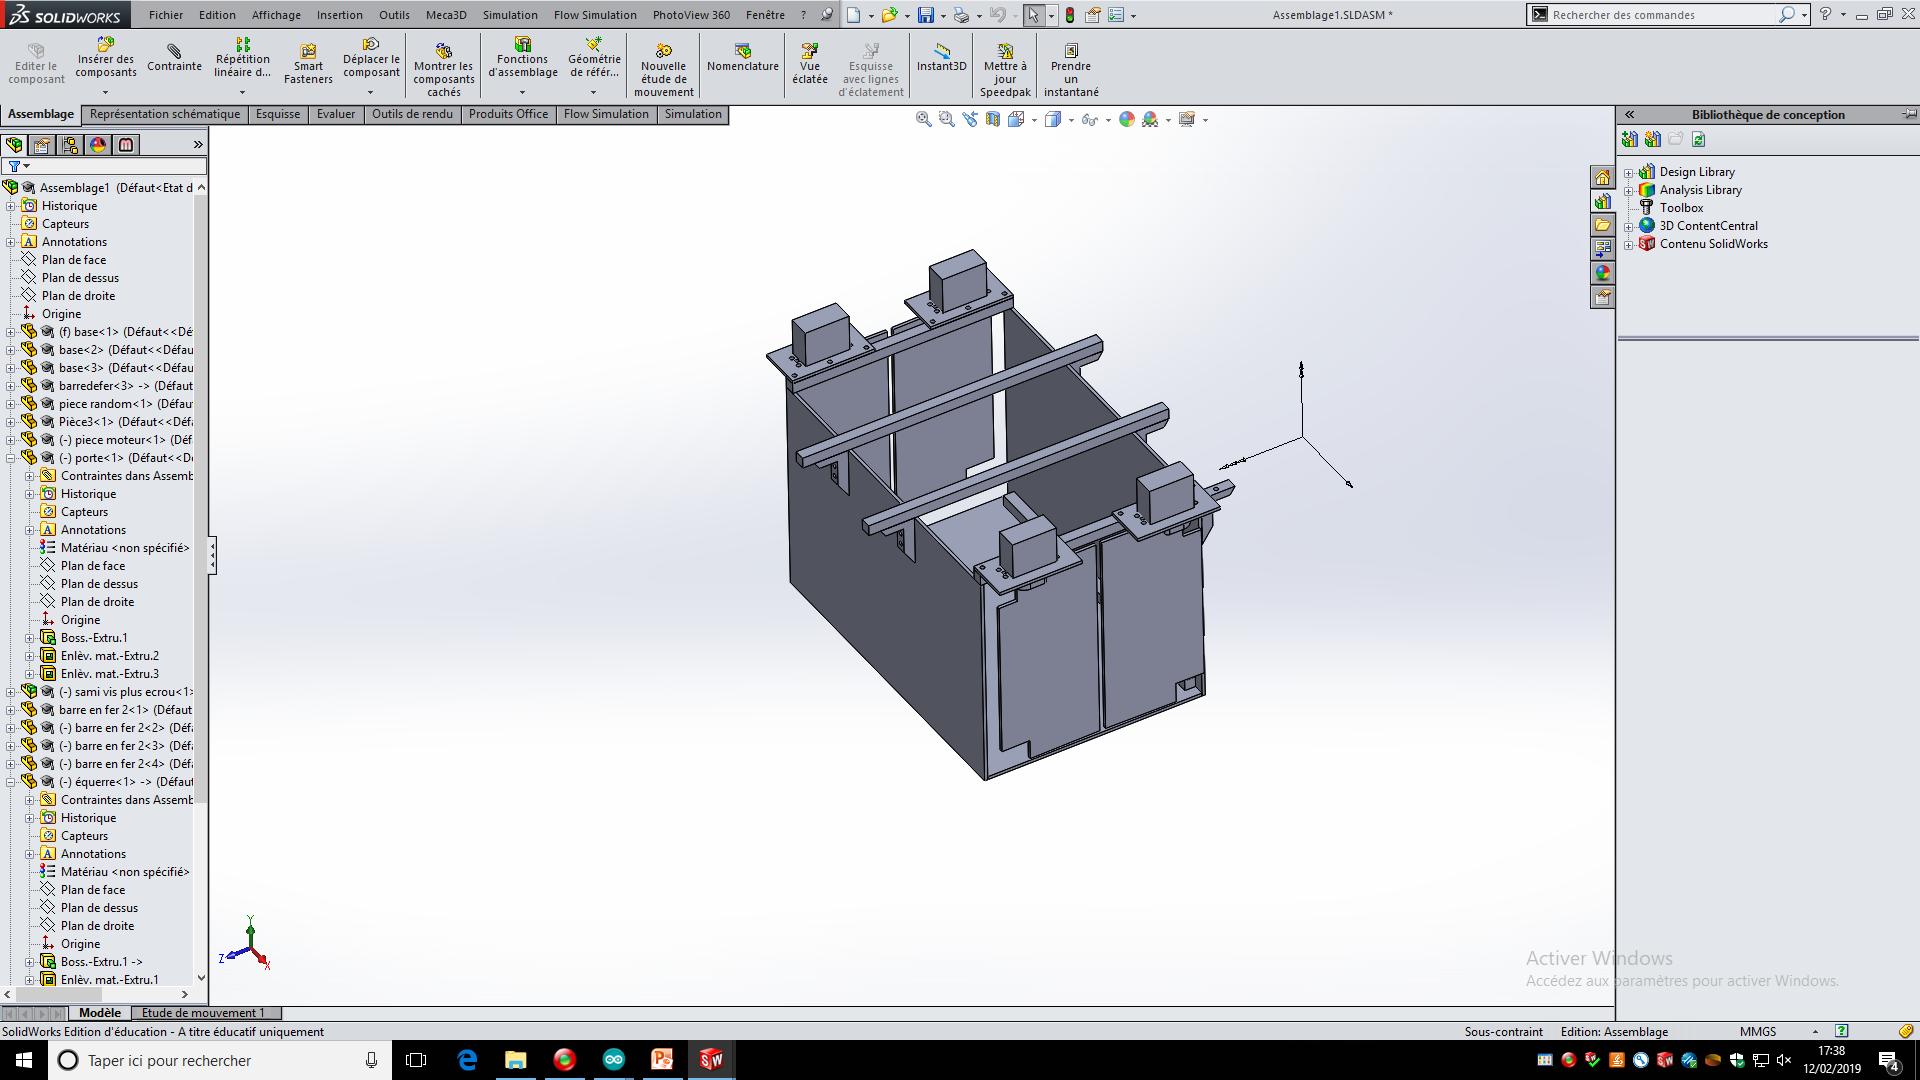 SOLIDWORKS
Fichier Edition Affichage Insertion Outils Meca3D Simulation Flow Simulation PhotoView 360 Fenêtre ?
Assemblage1.SLDASM *
Rechercher des commandes
Editer le composant
Insérer des composants
Contrainte
Répétition linéaire d...
Smart Fasteners
Déplacer le composant
Montrer les composants cachés
Fonctions d'assemblage
Géométrie de référ...
Nouvelle étude de mouvement
Nomenclature
Vue éclatée
Esquisse avec lignes d'éclatement
Instant3D
Mettre à jour Speedpak
Prendre un instantané
Assemblage Représentation schématique Esquisse Evaluer Outils de rendu Produits Office Flow Simulation Simulation
Assemblage1 (Défaut<Etat d
Historique
Capteurs
Annotations
Plan de face
Plan de dessus
Plan de droite
Origine
(f) base<1> (Défaut<<Dé
base<2> (Défaut<<Défau
base<3> (Défaut<<Défau
barredefer<3> -> (Défaut
piece random<1> (Défau
Pièce3<1> (Défaut<<Défa
(-) piece moteur<1> (Déf
(-) porte<1> (Défaut<<D
Contraintes dans Assemb
Historique
Capteurs
Annotations
Matériau <non spécifié>
Plan de face
Plan de dessus
Plan de droite
Origine
Boss.-Extru.1
Enlèv. mat.-Extru.2
Enlèv. mat.-Extru.3
(-) sami vis plus ecrou<1>
barre en fer 2<1> (Défaut
(-) barre en fer 2<2> (Défa
(-) barre en fer 2<3> (Défa
(-) barre en fer 2<4> (Défa
(-) équerre<1> -> (Défaut
Contraintes dans Assemb
Historique
Capteurs
Annotations
Matériau <non spécifié>
Plan de face
Plan de dessus
Plan de droite
Origine
Boss.-Extru.1 ->
Enlèv. mat.-Extru.1
Y
Z
X
Bibliothèque de conception
Design Library
Analysis Library
Toolbox
3D ContentCentral
Contenu SolidWorks
Activer Windows
Accédez aux paramètres pour activer Windows.
Modèle Etude de mouvement 1
SolidWorks Edition d'éducation - A titre éducatif uniquement
Sous-contraint Edition: Assemblage MMGS
Taper ici pour rechercher
17:38
12/02/2019
4